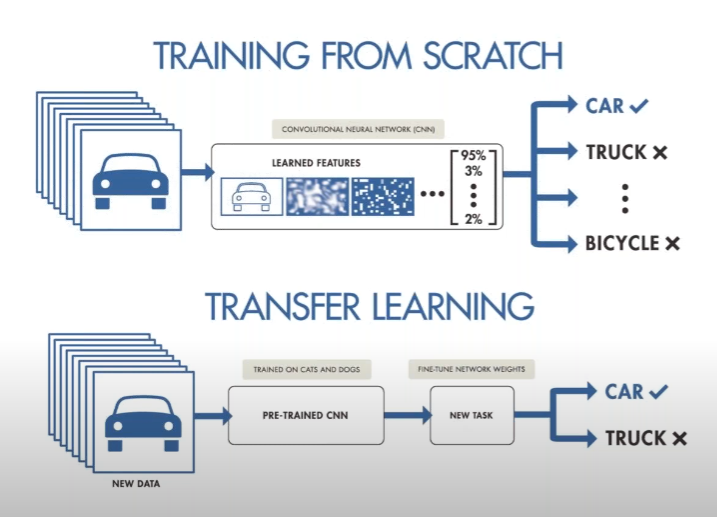 TRAINING FROM SCRATCH
CONVOLUTIONAL NEURAL NETWORK (CNN)
LEARNED FEATURES
95%
3%
2%
CAR
TRUCK
BICYCLE
TRANSFER LEARNING
TRAINED ON CATS AND DOGS
FINE-TUNE NETWORK WEIGHTS
PRE-TRAINED CNN
NEW TASK
CAR
TRUCK
NEW DATA